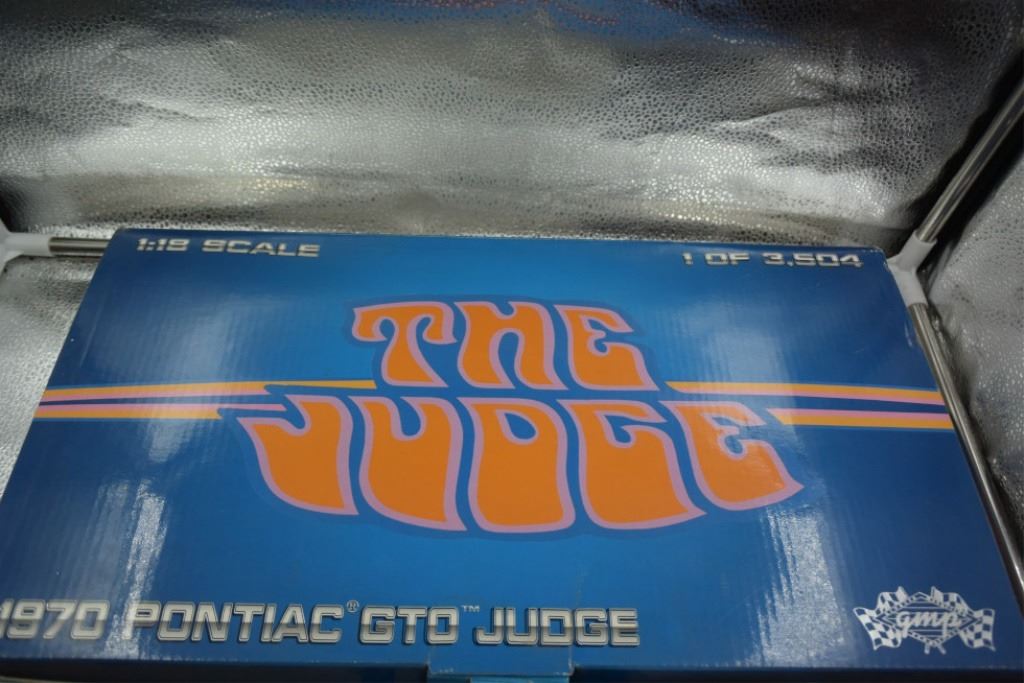 1:18 SCALE
1 OF 3,504
THE
JUDGE
1970 PONTIAC® GTO™ JUDGE
gmp